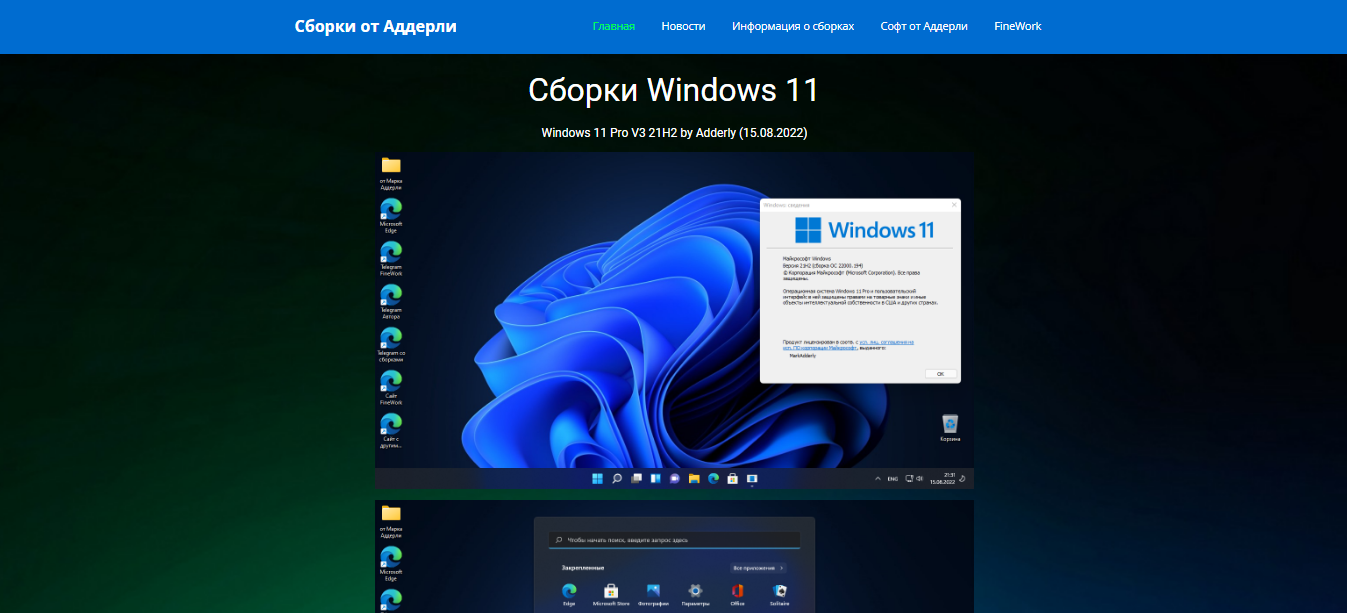 Сборки от Аддерли
Главная
Новости
Информация о сборках
Софт от Аддерли
FineWork
Сборки Windows 11
Windows 11 Pro V3 21H2 by Adderly (15.08.2022)
от Марка
Аддерли
Microsoft
Edge
Telegram
FineWork
Telegram
Автора
Telegram со
сборками
Сайт
FineWork
Сайт с
другим...
Windows: сведения
Windows 11
Майкрософт Windows
Версия 21H2 (сборка ОС 22000.194)
© Корпорация Майкрософт (Microsoft Corporation). Все права
защищены.
Операционная система Windows 11 Pro и пользовательский
интерфейс в ней защищены правами на товарные знаки и иные
объекты интеллектуальной собственности в США и других странах.
Продукт лицензирован в соотв. с усл. лиц. соглашения на
исп. ПО корпорации Майкрософт, выданного:
MarkAdderly
ОК
Корзина
ENG
21:31
15.08.2022
от Марка
Аддерли
Microsoft
Edge
Чтобы начать поиск, введите запрос здесь
Закрепленные
Все приложения
Edge
Microsoft Store
Фотографии
Параметры
Office
Solitaire